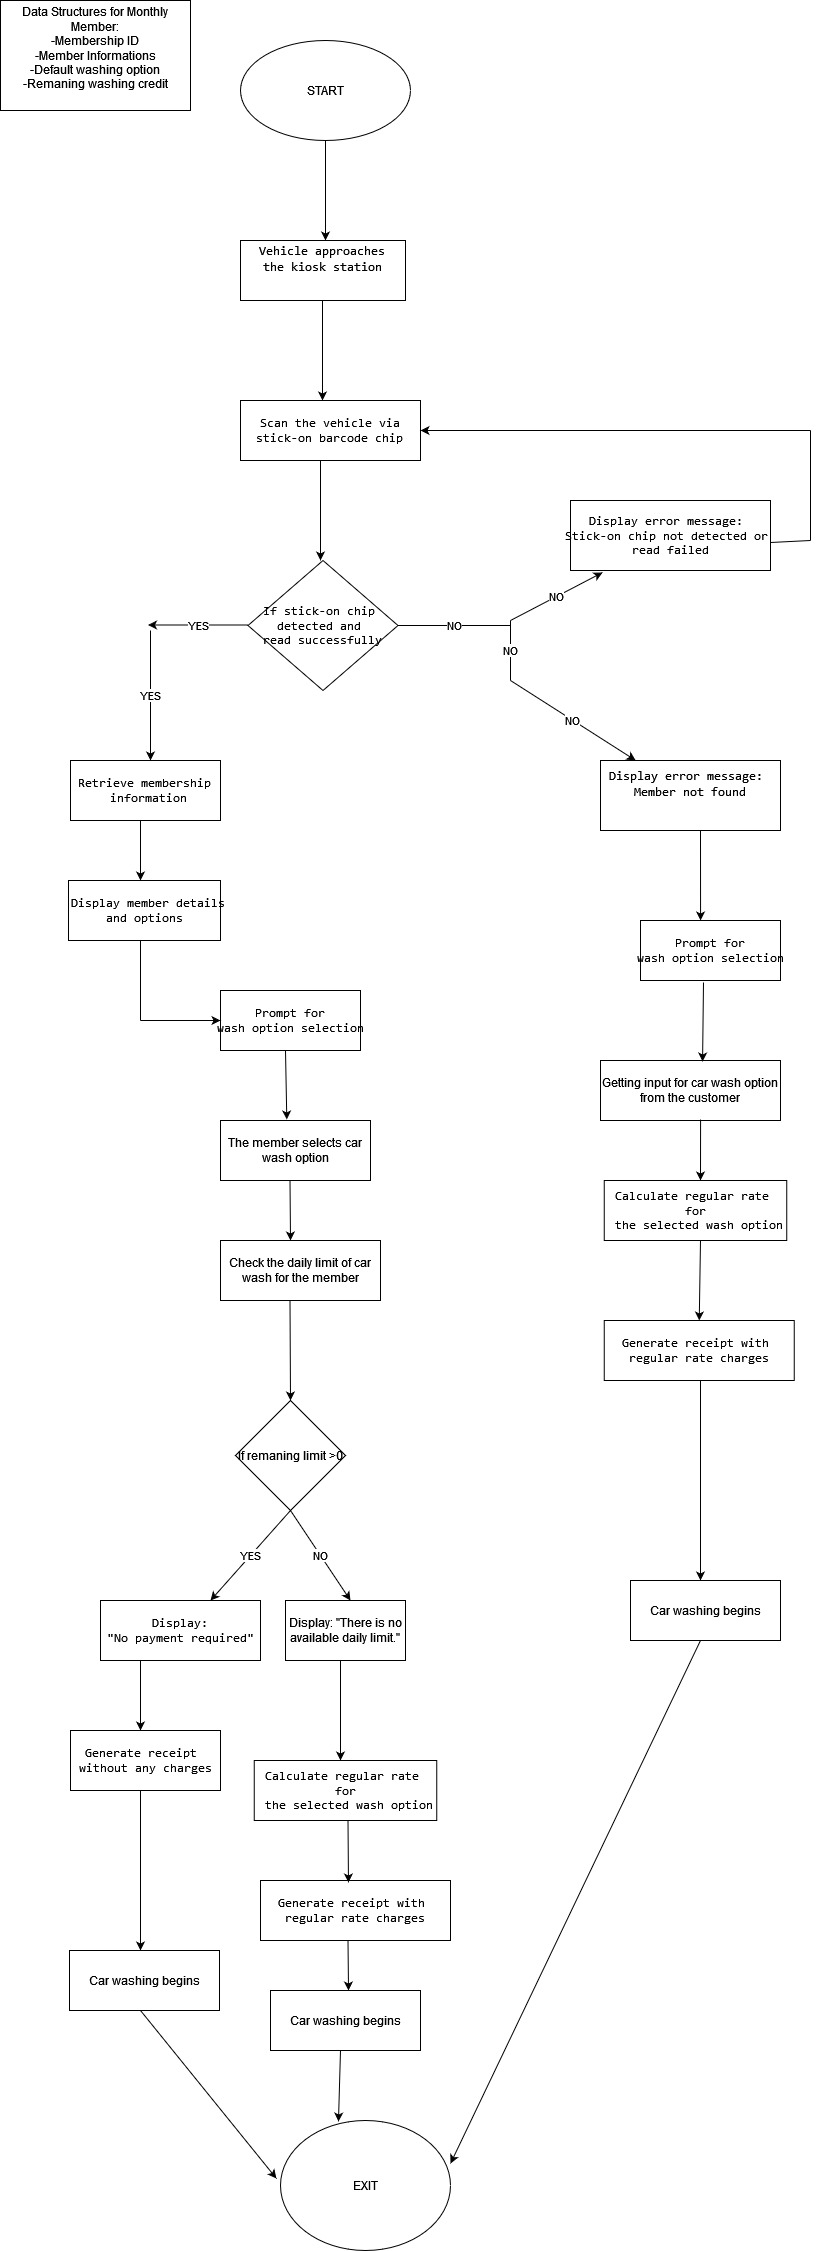 Data Structures for Monthly
Member:
-Membership ID
-Member Informations
-Default washing option
-Remaning washing credit
START
Vehicle approaches
the kiosk station
Scan the vehicle via
stick-on barcode chip
Display error message:
Stick-on chip not detected or
read failed
If stick-on chip
detected and
read successfully
YES
NO
NO
NO
YES
NO
Retrieve membership
information
Display error message:
Member not found
Display member details
and options
Prompt for
wash option selection
Prompt for
wash option selection
Getting input for car wash option
from the customer
The member selects car
wash option
Calculate regular rate
for
the selected wash option
Check the daily limit of car
wash for the member
Generate receipt with
regular rate charges
If remaning limit >0
YES
NO
Display:
"No payment required"
Display: "There is no
available daily limit."
Car washing begins
Generate receipt
without any charges
Calculate regular rate
for
the selected wash option
Generate receipt with
regular rate charges
Car washing begins
Car washing begins
EXIT